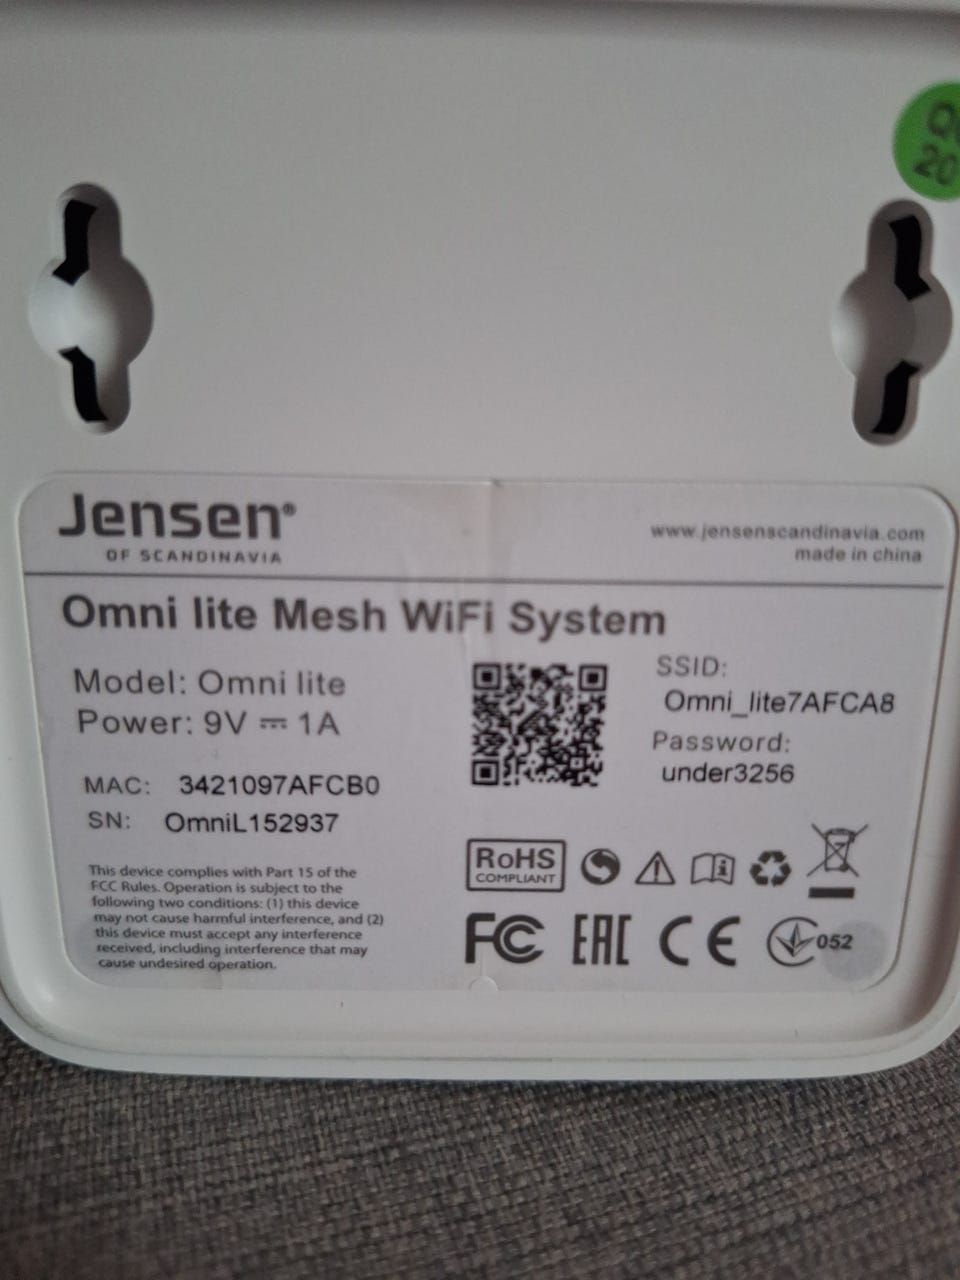 20
Jensen®
OF SCANDINAVIA
www.jensenscandinavia.com
made in china
Omni lite Mesh WiFi System
Model: Omni lite
Power: 9V ⎓ 1A
MAC: 3421097AFCB0
SN: OmniL152937
SSID:
Omni_lite7AFCA8
Password:
under3256
This device complies with Part 15 of the
FCC Rules. Operation is subject to the
following two conditions: (1) this device
may not cause harmful interference, and (2)
this device must accept any interference
received, including interference that may
cause undesired operation.
RoHS
COMPLIANT
FC EAC CE 052